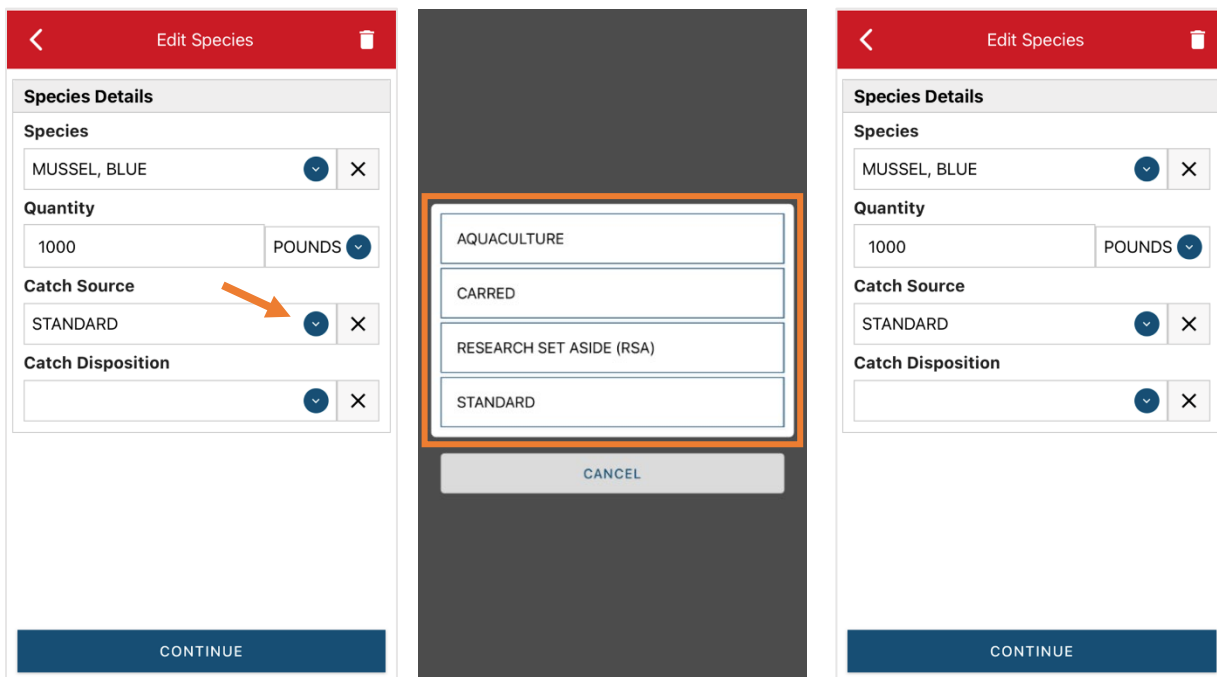 Edit Species
Species Details
Species
MUSSEL, BLUE
Quantity
1000 POUNDS
Catch Source
STANDARD
Catch Disposition
CONTINUE
AQUACULTURE
CARRED
RESEARCH SET ASIDE (RSA)
STANDARD
CANCEL
Edit Species
Species Details
Species
MUSSEL, BLUE
Quantity
1000 POUNDS
Catch Source
STANDARD
Catch Disposition
CONTINUE